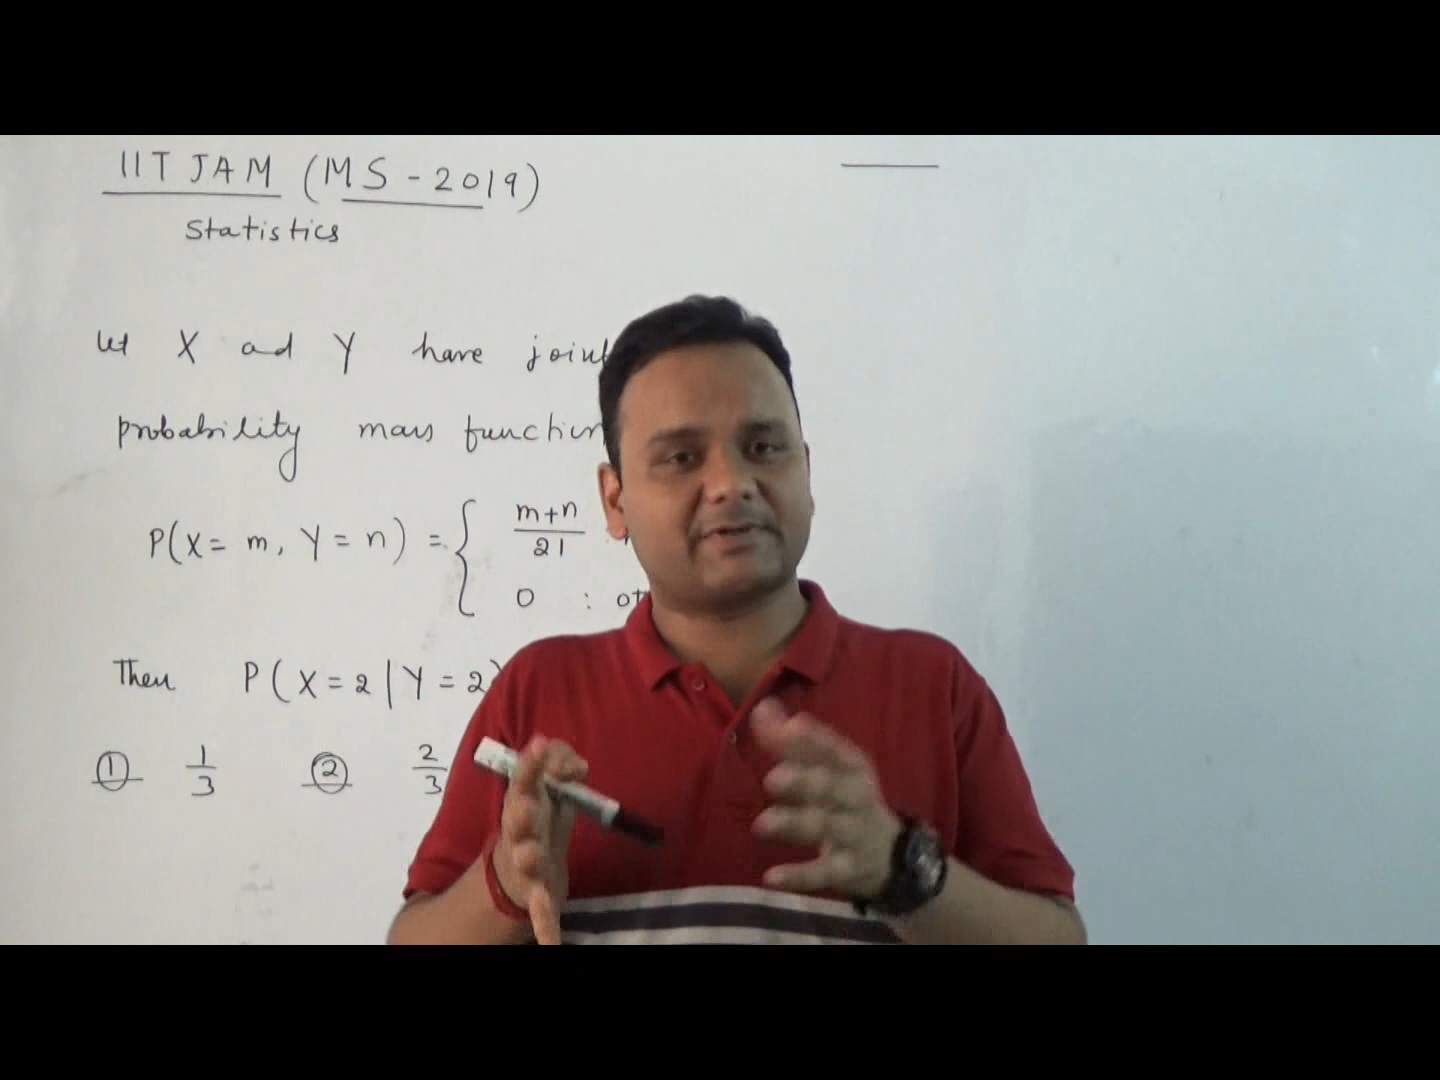 IIT JAM (MS - 2019)
Statistics
Let X and Y have joint
probability mass function
P(X = m, Y = n) = { m+n/21
0 : ot
Then P(X = 2 | Y = 2)
① 1/3 ② 2/3